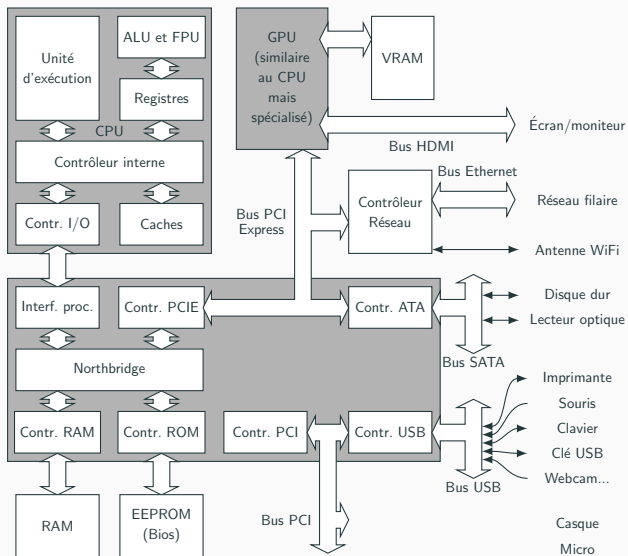 Unité
d'exécution
ALU et FPU
Registres
CPU
Contrôleur interne
Contr. I/O
Caches
GPU
(similaire
au CPU
mais
spécialisé)
VRAM
Bus HDMI
Écran/moniteur
Bus PCI
Express
Contrôleur
Réseau
Bus Ethernet
Réseau filaire
Antenne WiFi
Interf. proc.
Contr. PCIE
Contr. ATA
Disque dur
Lecteur optique
Bus SATA
Northbridge
Contr. RAM
Contr. ROM
Contr. PCI
Contr. USB
Imprimante
Souris
Clavier
Clé USB
Webcam...
Bus USB
RAM
EEPROM
(Bios)
Bus PCI
Casque
Micro